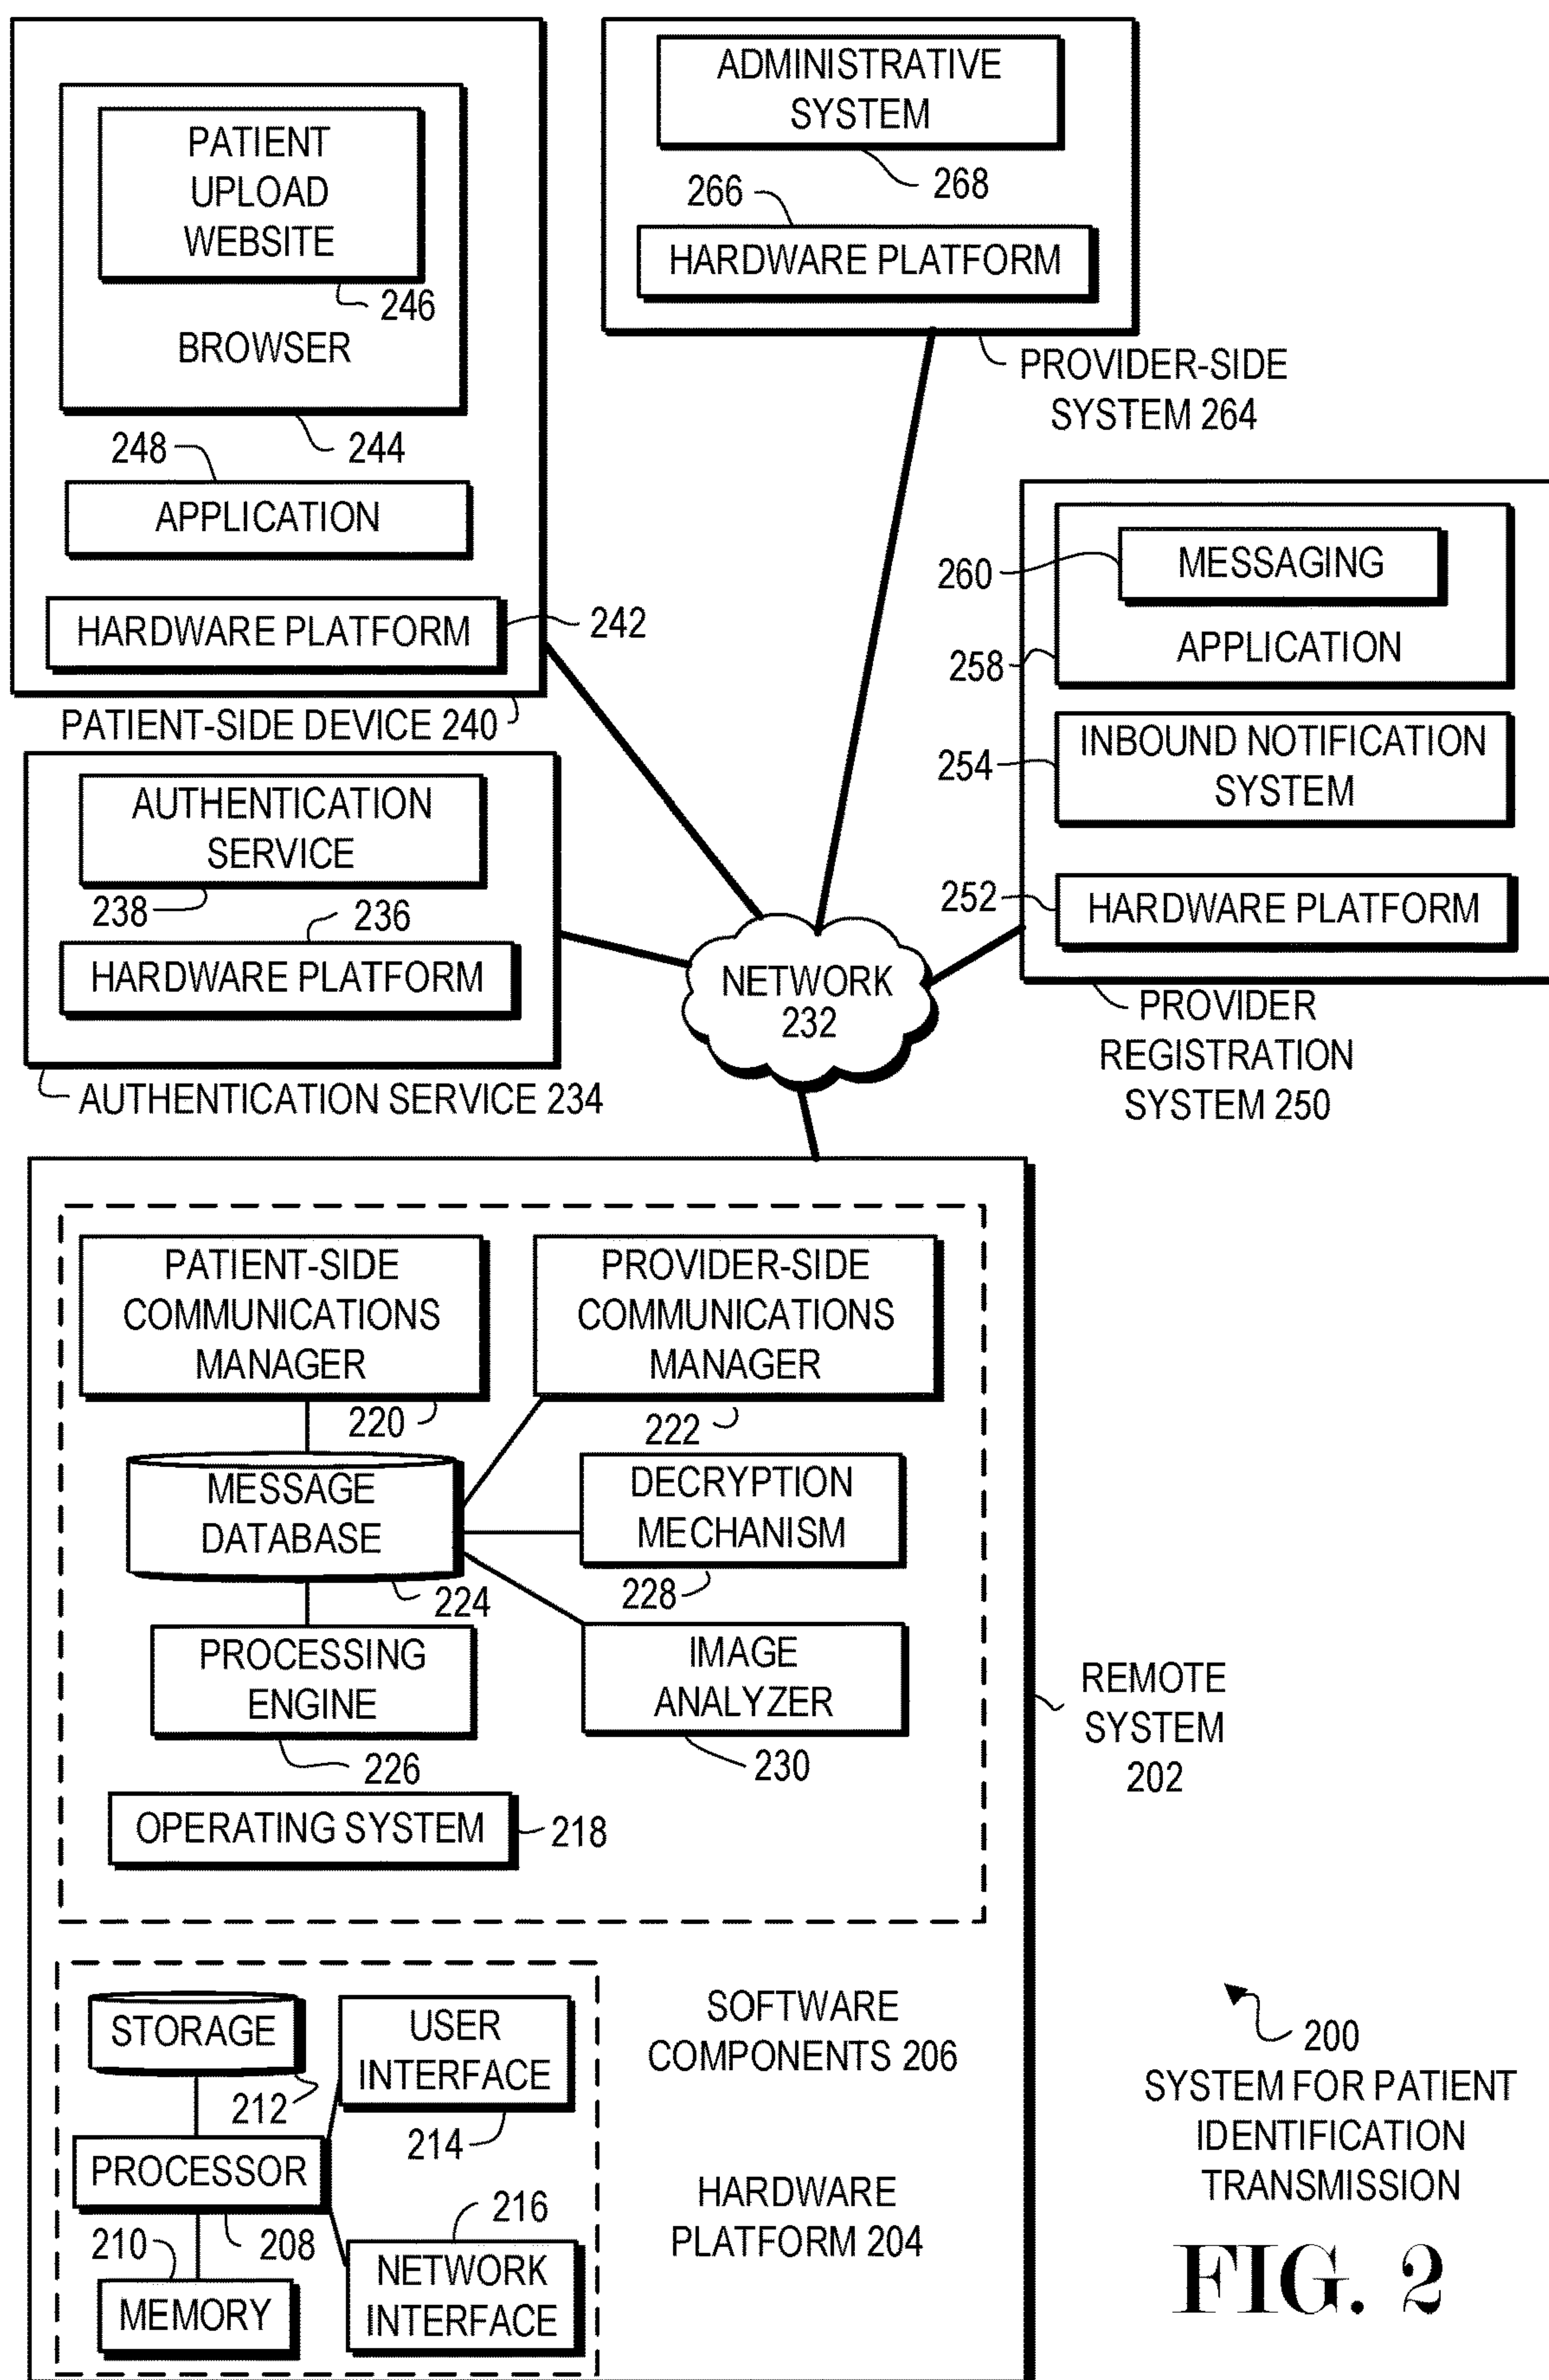 PATIENT
UPLOAD
WEBSITE
246
BROWSER
244
248
APPLICATION
HARDWARE PLATFORM
242
PATIENT-SIDE DEVICE 240
ADMINISTRATIVE
SYSTEM
268
266
HARDWARE PLATFORM
PROVIDER-SIDE
SYSTEM 264
260
MESSAGING
258
APPLICATION
254
INBOUND NOTIFICATION
SYSTEM
252
HARDWARE PLATFORM
PROVIDER
REGISTRATION
SYSTEM 250
AUTHENTICATION
SERVICE
238
236
HARDWARE PLATFORM
AUTHENTICATION SERVICE 234
NETWORK
232
PATIENT-SIDE
COMMUNICATIONS
MANAGER
220
PROVIDER-SIDE
COMMUNICATIONS
MANAGER
222
MESSAGE
DATABASE
224
DECRYPTION
MECHANISM
228
PROCESSING
ENGINE
226
IMAGE
ANALYZER
230
OPERATING SYSTEM
218
REMOTE
SYSTEM
202
STORAGE
212
USER
INTERFACE
214
PROCESSOR
208
210
MEMORY
216
NETWORK
INTERFACE
SOFTWARE
COMPONENTS 206
HARDWARE
PLATFORM 204
200
SYSTEM FOR PATIENT
IDENTIFICATION
TRANSMISSION
FIG. 2